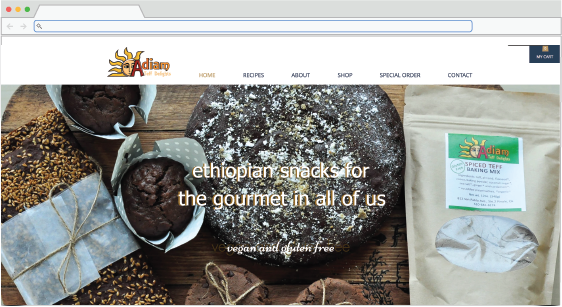 Adiam
Teff Delights
HOME RECIPES ABOUT SHOP SPECIAL ORDER CONTACT
MY CART
ethiopian snacks for
the gourmet in all of us
vegan and gluten free
Adiam
SPICED TEFF
BAKING MIX